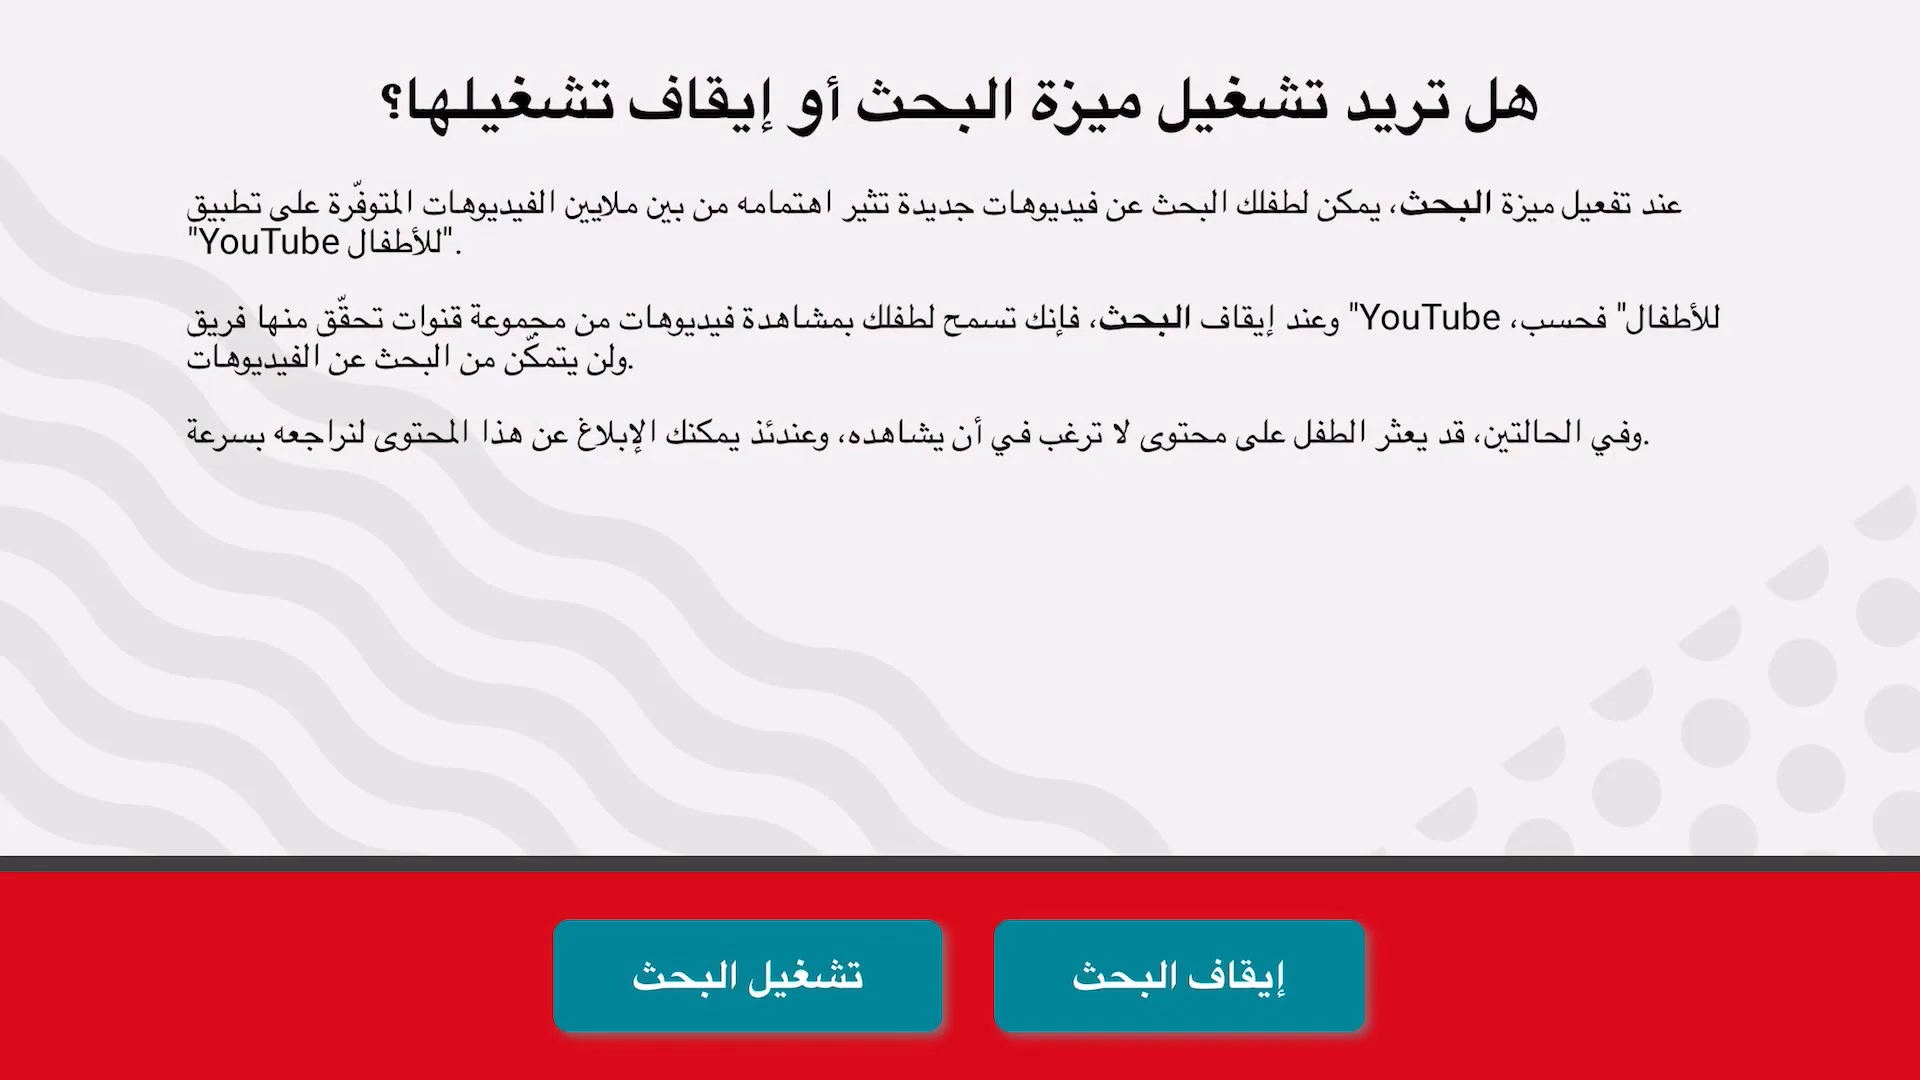 هل تريد تشغيل ميزة البحث أو إيقاف تشغيلها؟
عند تفعيل ميزة البحث، يمكن لطفلك البحث عن فيديوهات جديدة تثير اهتمامه من بين ملايين الفيديوهات المتوفّرة على تطبيق
"YouTube للأطفال".
وعند إيقاف البحث، فإنك تسمح لطفلك بمشاهدة فيديوهات من مجموعة قنوات تحقّق منها فريق "YouTube للأطفال" فحسب،
ولن يتمكّن من البحث عن الفيديوهات.
وفي الحالتين، قد يعثر الطفل على محتوى لا ترغب في أن يشاهده، وعندئذ يمكنك الإبلاغ عن هذا المحتوى لنراجعه بسرعة.
إيقاف البحث
تشغيل البحث